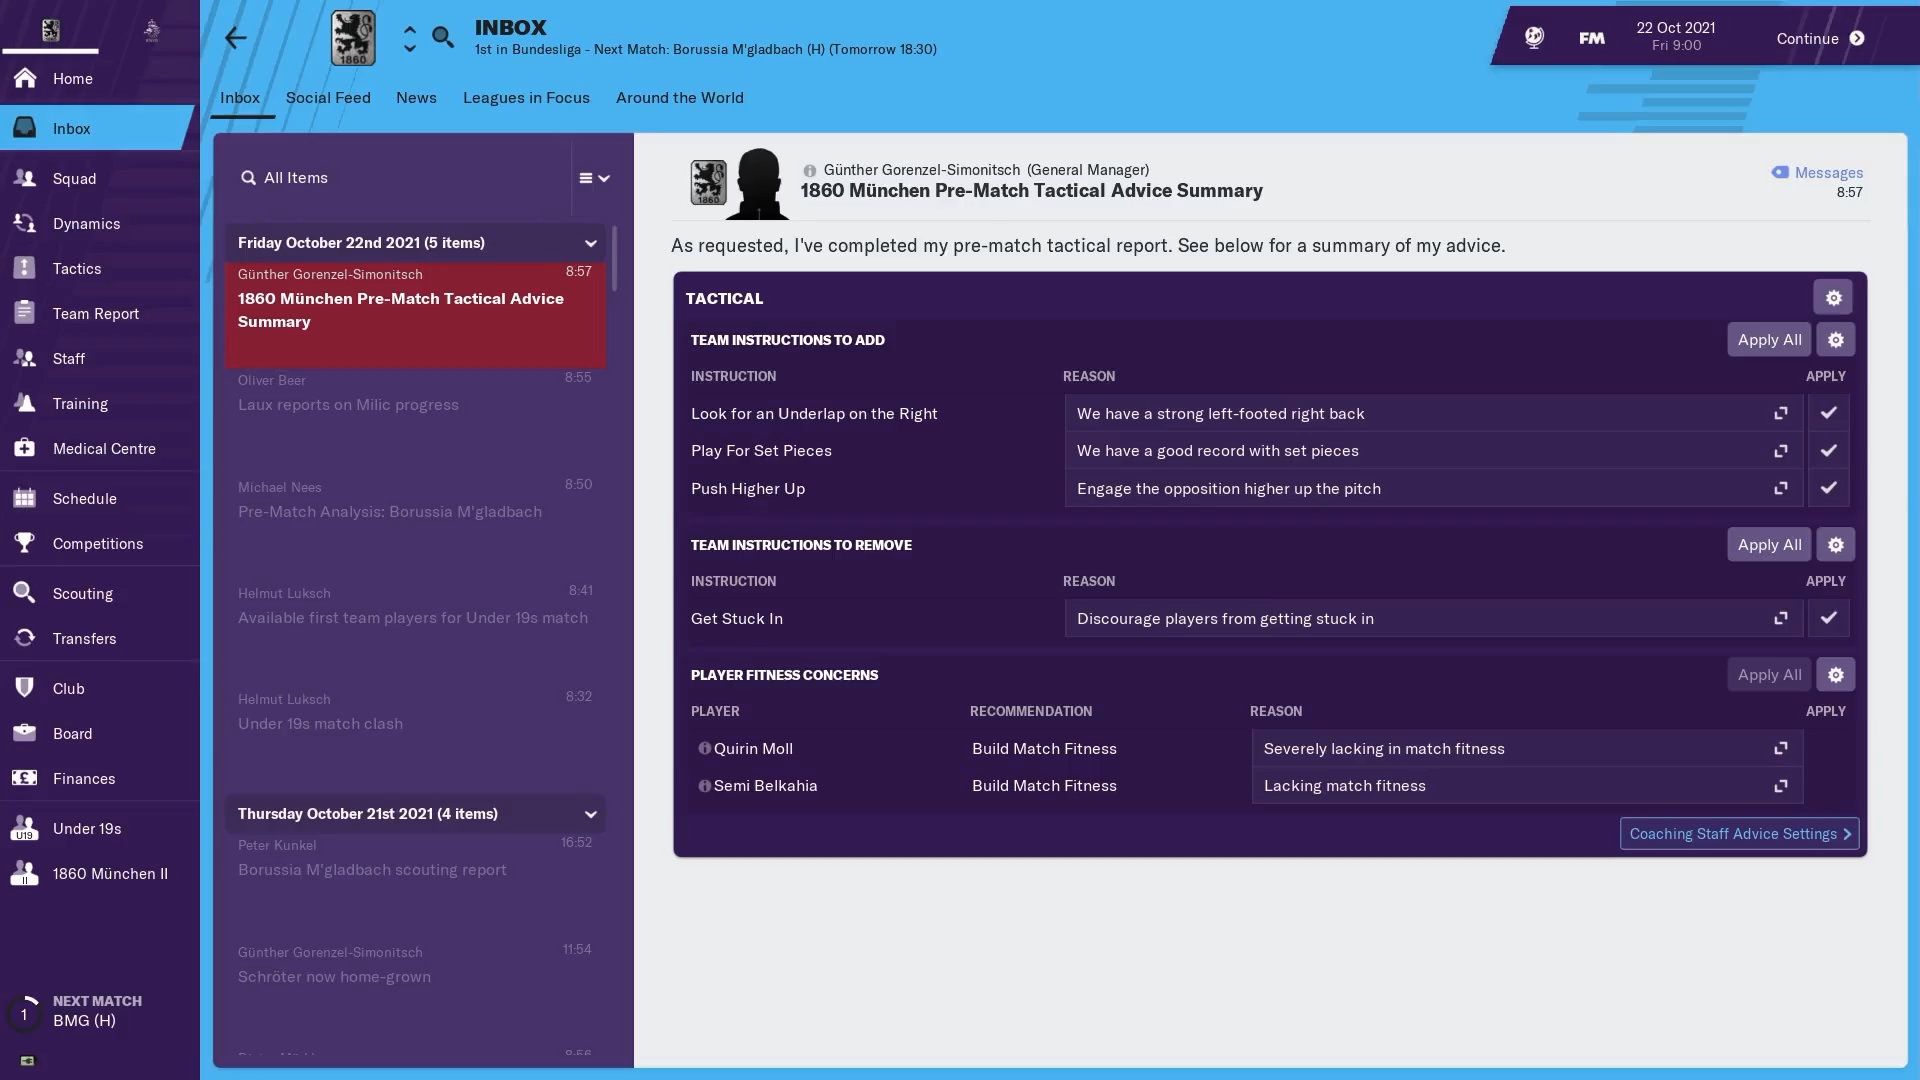 INBOX
1st in Bundesliga - Next Match: Borussia M'gladbach (H) (Tomorrow 18:30)
1860
FM
22 Oct 2021
Fri 9:00
Continue
Inbox
Social Feed
News
Leagues in Focus
Around the World
Home
Inbox
Squad
Dynamics
Tactics
Team Report
Staff
Training
Medical Centre
Schedule
Competitions
Scouting
Transfers
Club
Board
Finances
U19
Under 19s
II
1860 München II
1
NEXT MATCH
BMG (H)
All Items
Friday October 22nd 2021 (5 items)
Günther Gorenzel-Simonitsch 8:57
1860 München Pre-Match Tactical Advice
Summary
Oliver Beer 8:55
Laux reports on Milic progress
Michael Nees 8:50
Pre-Match Analysis: Borussia M'gladbach
Helmut Luksch 8:41
Available first team players for Under 19s match
Helmut Luksch 8:32
Under 19s match clash
Thursday October 21st 2021 (4 items)
Peter Kunkel 16:52
Borussia M'gladbach scouting report
Günther Gorenzel-Simonitsch 11:54
Schröter now home-grown
1860
Günther Gorenzel-Simonitsch (General Manager)
1860 München Pre-Match Tactical Advice Summary
Messages
8:57
As requested, I've completed my pre-match tactical report. See below for a summary of my advice.
TACTICAL
TEAM INSTRUCTIONS TO ADD Apply All
INSTRUCTION REASON APPLY
Look for an Underlap on the Right We have a strong left-footed right back
Play For Set Pieces We have a good record with set pieces
Push Higher Up Engage the opposition higher up the pitch
TEAM INSTRUCTIONS TO REMOVE Apply All
INSTRUCTION REASON APPLY
Get Stuck In Discourage players from getting stuck in
PLAYER FITNESS CONCERNS Apply All
PLAYER RECOMMENDATION REASON APPLY
Quirin Moll Build Match Fitness Severely lacking in match fitness
Semi Belkahia Build Match Fitness Lacking match fitness
Coaching Staff Advice Settings